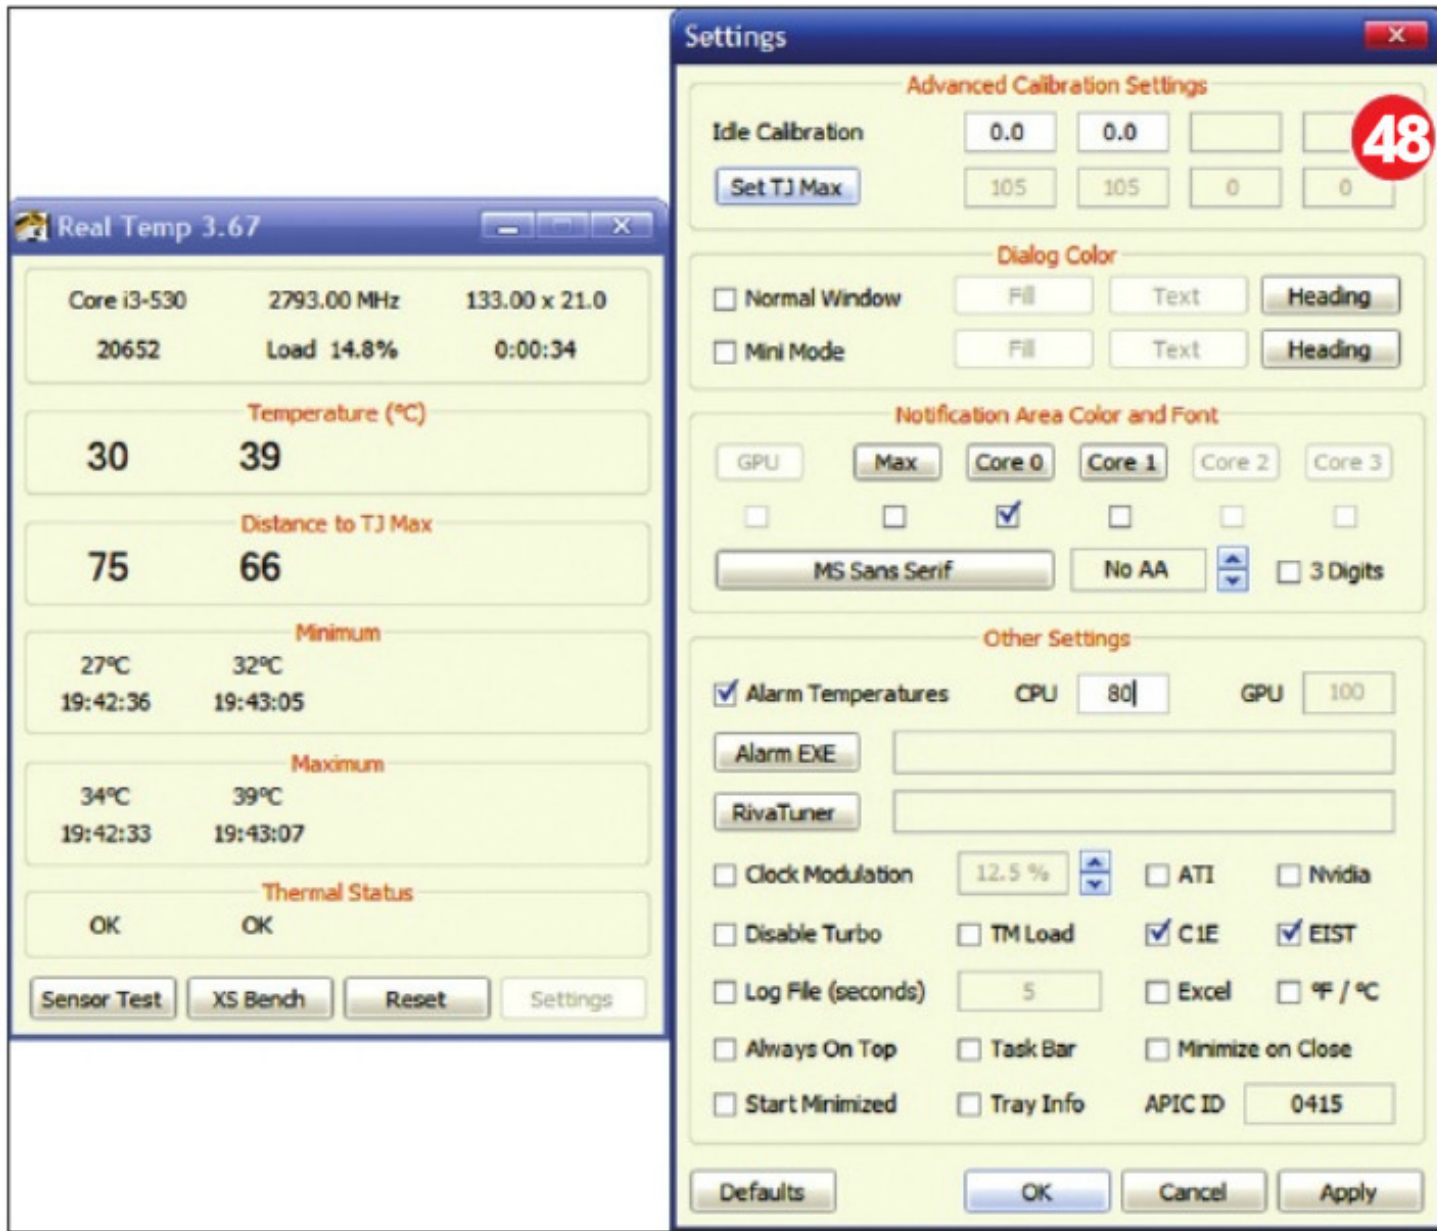 Real Temp 3.67
Core i3-530 2793.00 MHz 133.00 x 21.0
20652 Load 14.8% 0:00:34
Temperature (°C)
30 39
Distance to TJ Max
75 66
Minimum
27°C 32°C
19:42:36 19:43:05
Maximum
34°C 39°C
19:42:33 19:43:07
Thermal Status
OK OK
Sensor Test XS Bench Reset Settings
Settings
Advanced Calibration Settings
Idle Calibration 0.0 0.0
48
Set TJ Max 105 105 0 0
Dialog Color
Normal Window Fill Text Heading
Mini Mode Fill Text Heading
Notification Area Color and Font
GPU Max Core 0 Core 1 Core 2 Core 3
MS Sans Serif No AA 3 Digits
Other Settings
Alarm Temperatures CPU 80 GPU 100
Alarm EXE
RivaTuner
Clock Modulation 12.5 % ATI Nvidia
Disable Turbo TM Load C1E EIST
Log File (seconds) 5 Excel °F / °C
Always On Top Task Bar Minimize on Close
Start Minimized Tray Info APIC ID 0415
Defaults OK Cancel Apply